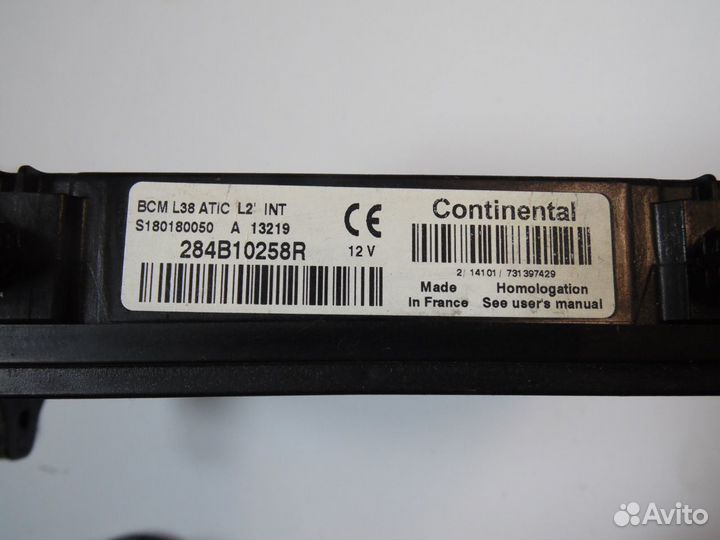 BCM L38 ATIC L2' INT
S180180050 A 13219
284B10258R
12 V
CE
Continental
2/ 14101/ 731397429
Made in France
Homologation
See user's manual
Avito